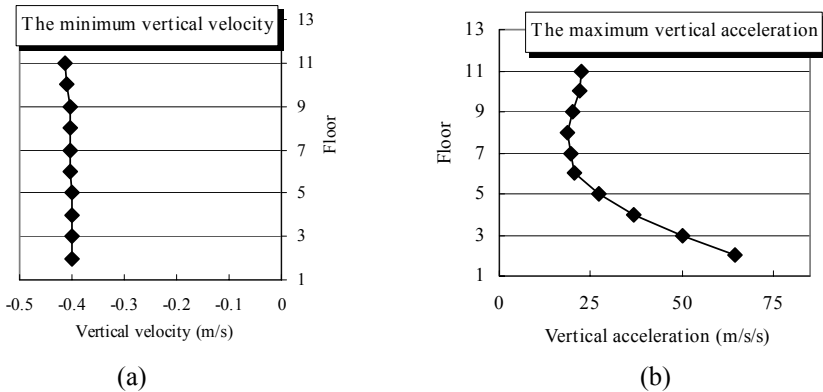 The minimum vertical velocity
13
11
9
7
5
3
1
Floor
-0.5 -0.4 -0.3 -0.2 -0.1 0
Vertical velocity (m/s)
(a)
The maximum vertical acceleration
13
11
9
7
5
3
1
Floor
0 25 50 75
Vertical acceleration (m/s/s)
(b)